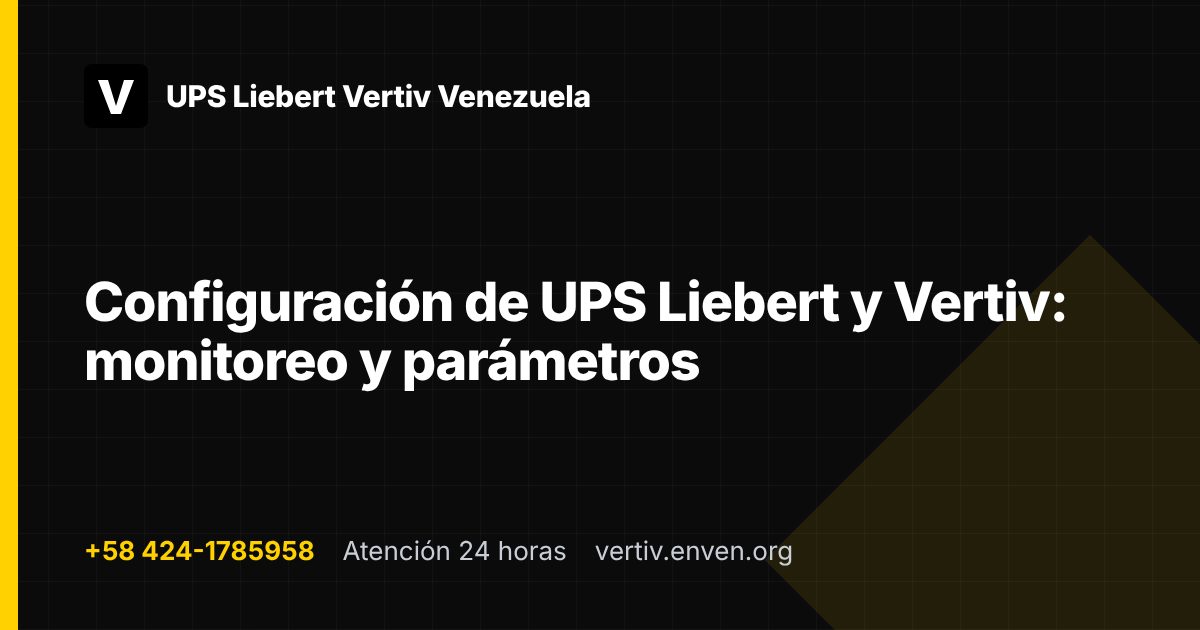 V
UPS Liebert Vertiv Venezuela
Configuración de UPS Liebert y Vertiv:
monitoreo y parámetros
+58 424-1785958 Atención 24 horas vertiv.enven.org